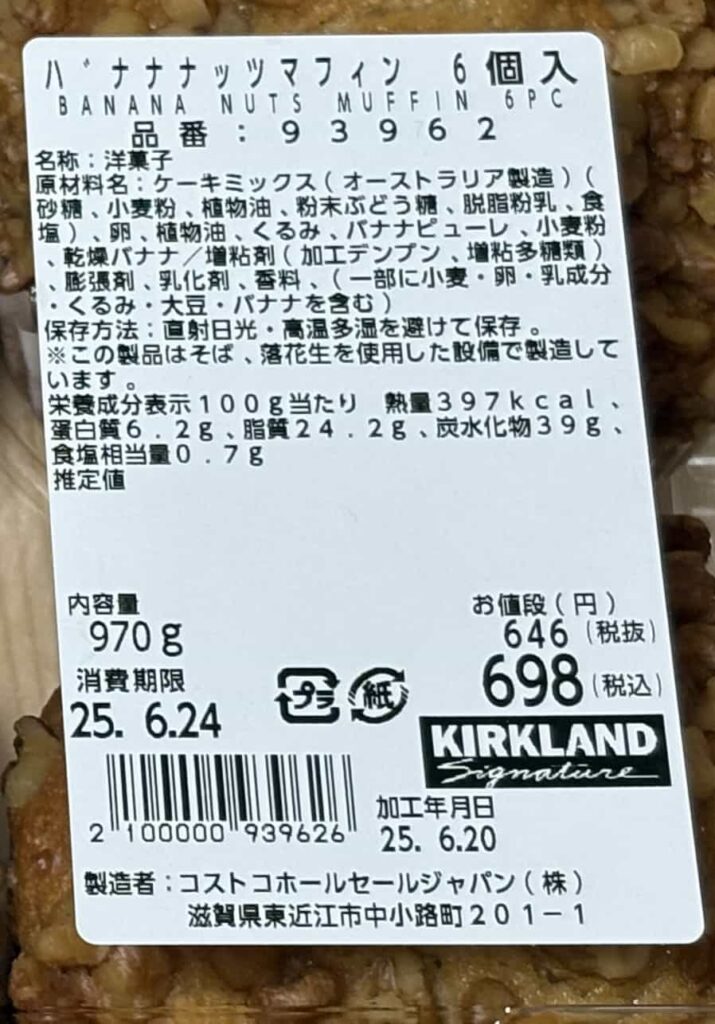 バナナナッツマフィン　6個入
BANANA NUTS MUFFIN 6PC
品番：93962
名称：洋菓子
原材料名：ケーキミックス（オーストラリア製造）（
砂糖、小麦粉、植物油、粉末ぶどう糖、脱脂粉乳、食
塩）、卵、植物油、くるみ、バナナピューレ、小麦粉
、乾燥バナナ／増粘剤（加工デンプン、増粘多糖類）
、膨張剤、乳化剤、香料、（一部に小麦・卵・乳成分
・くるみ・大豆・バナナを含む）
保存方法：直射日光・高温多湿を避けて保存。
※この製品はそば、落花生を使用した設備で製造して
います。
栄養成分表示100g当たり　熱量397kcal、
蛋白質6.2g、脂質24.2g、炭水化物39g、
食塩相当量0.7g
推定値
内容量
970g
お値段（円）
646（税抜）
698（税込）
消費期限
25. 6.24
プラ
紙
KIRKLAND
Signature
2 100000 939626
加工年月日
25. 6.20
製造者：コストコホールセールジャパン（株）
滋賀県東近江市中小路町201－1